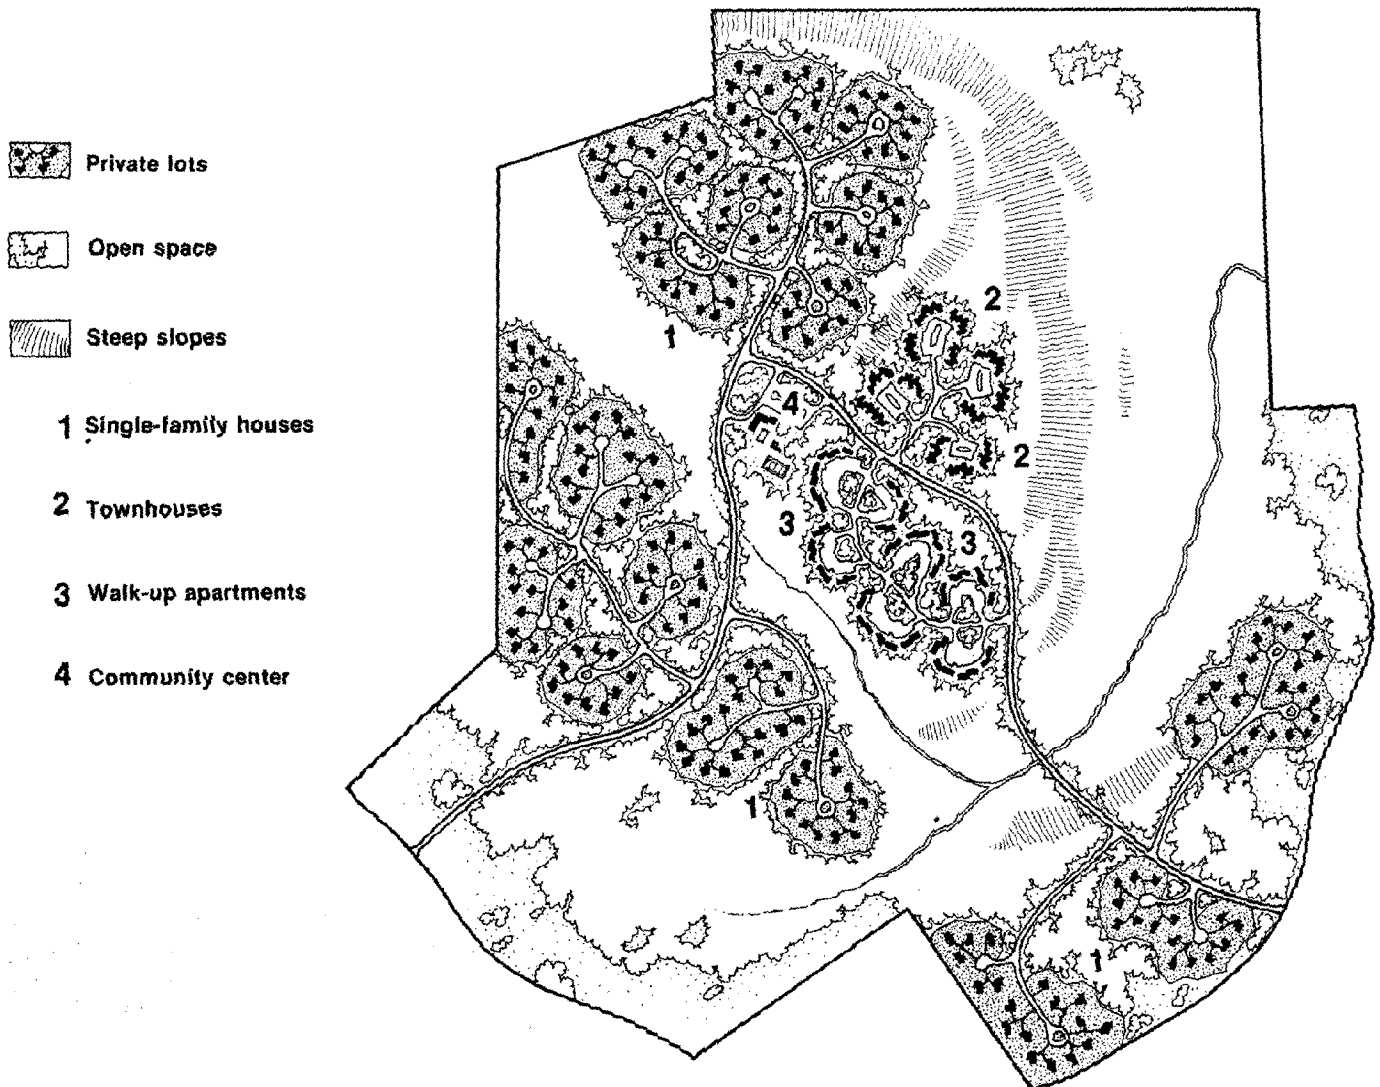 Private lots
Open space
Steep slopes
1 Single-family houses
2 Townhouses
3 Walk-up apartments
4 Community center
1
2
4
2
3
3
1
1